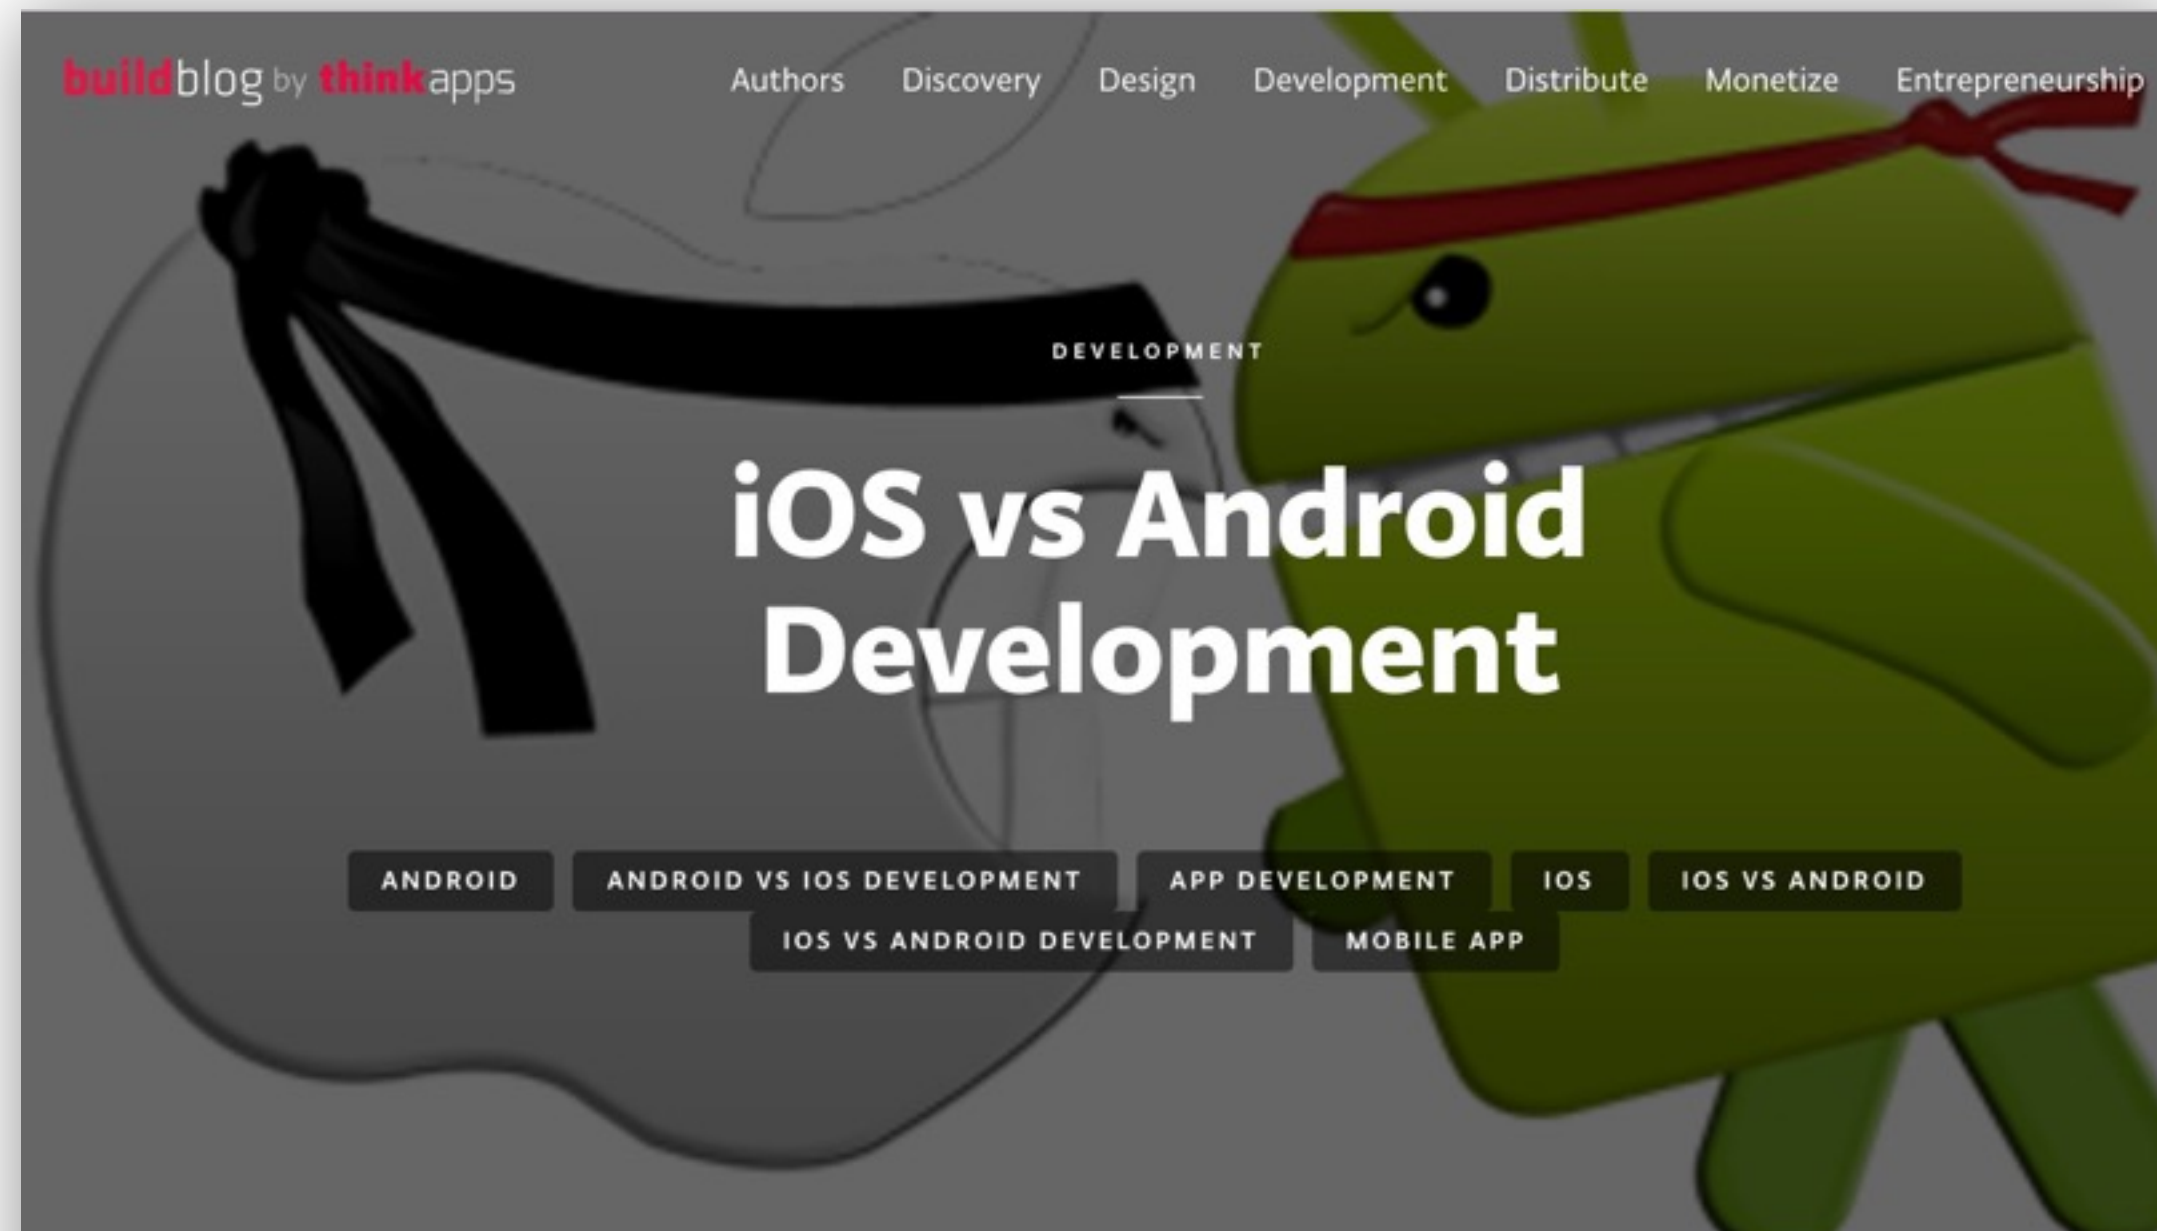 buildblog by thinkapps Authors Discovery Design Development Distribute Monetize Entrepreneurship
DEVELOPMENT
iOS vs Android
Development
ANDROID ANDROID VS IOS DEVELOPMENT APP DEVELOPMENT IOS IOS VS ANDROID
IOS VS ANDROID DEVELOPMENT MOBILE APP